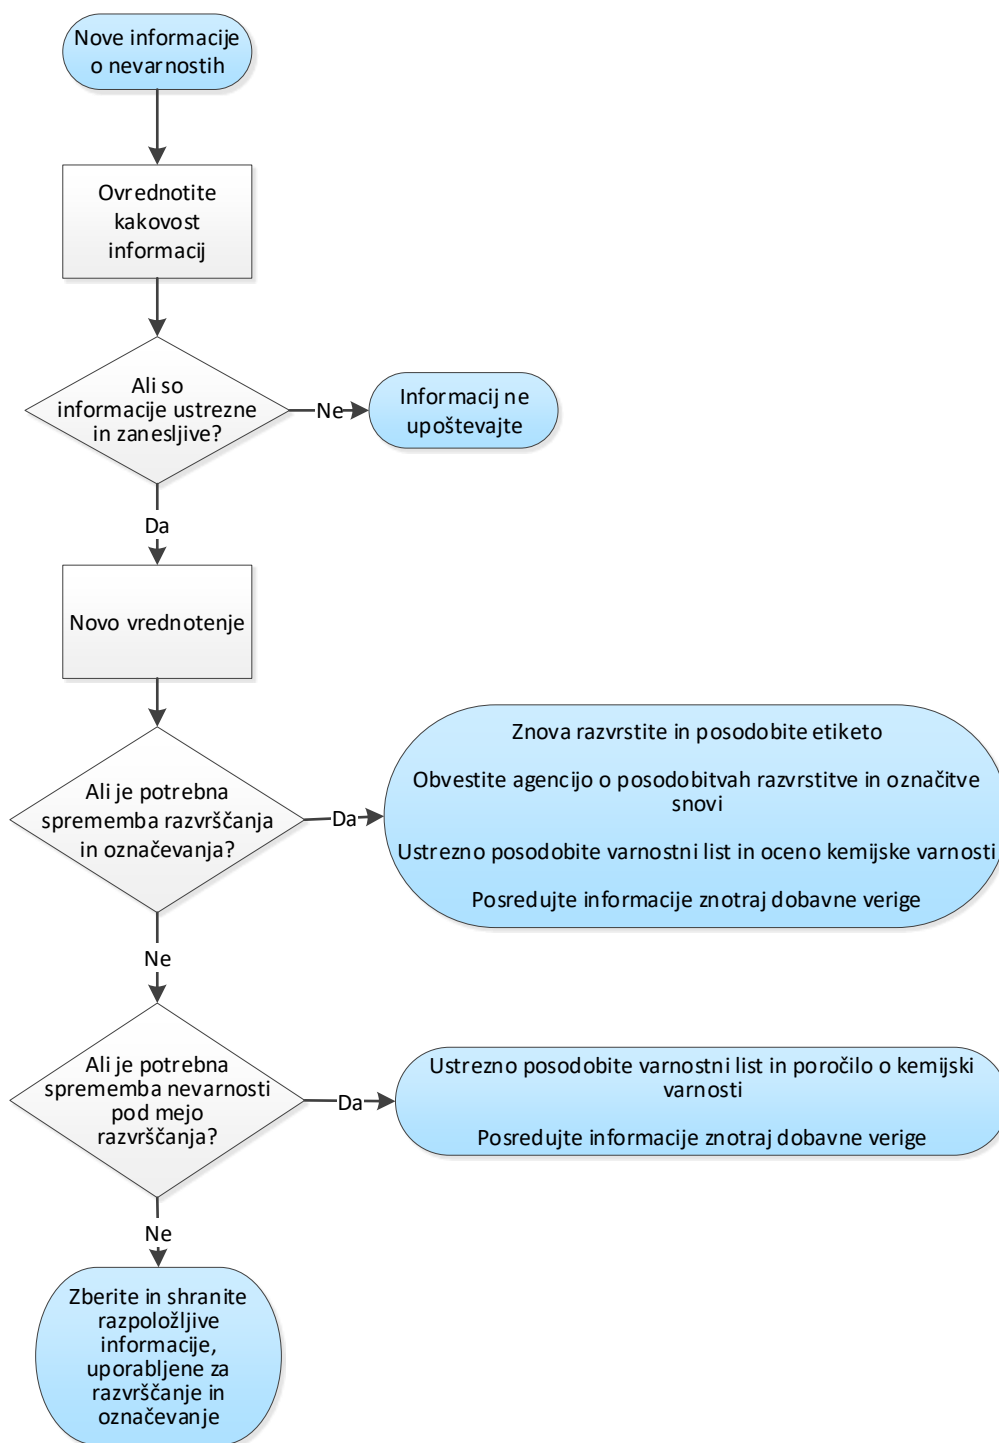 Nove informacije
o nevarnostih
Ovrednotite
kakovost
informacij
Ali so
informacije ustrezne
in zanesljive?
Ne
Informacij ne
upoštevajte
Da
Novo vrednotenje
Ali je potrebna
sprememba razvrščanja
in označevanja?
Da
Znova razvrstite in posodobite etiketo
Obvestite agencijo o posodobitvah razvrstitve in označitve
snovi
Ustrezno posodobite varnostni list in oceno kemijske varnosti
Posredujte informacije znotraj dobavne verige
Ne
Ali je potrebna
sprememba nevarnosti
pod mejo
razvrščanja?
Da
Ustrezno posodobite varnostni list in poročilo o kemijski
varnosti
Posredujte informacije znotraj dobavne verige
Ne
Zberite in shranite
razpoložljive
informacije,
uporabljene za
razvrščanje in
označevanje